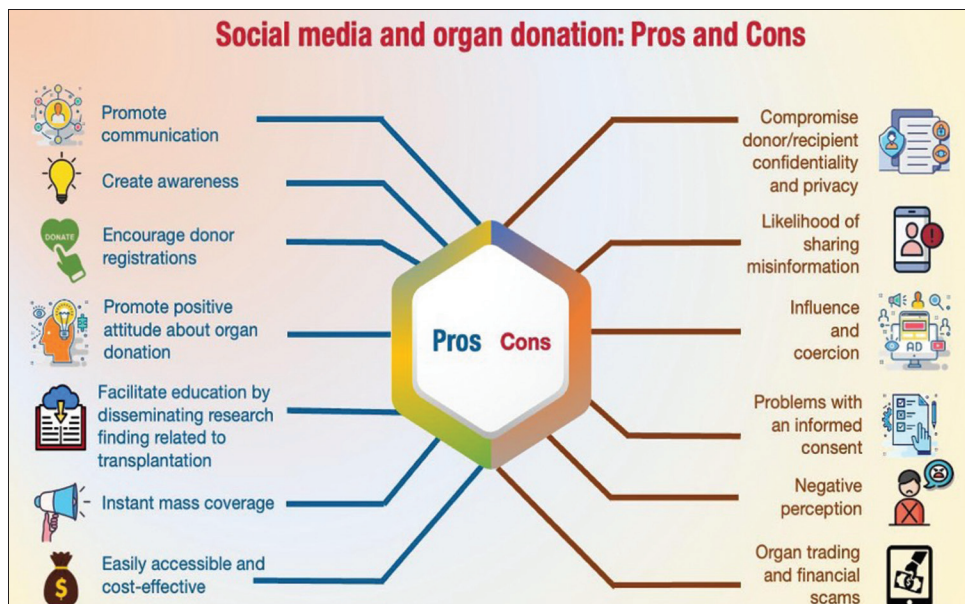 Social media and organ donation: Pros and Cons
Promote
communication
Create awareness
DONATE
Encourage donor
registrations
Promote positive
attitude about organ
donation
Facilitate education by
disseminating research
finding related to
transplantation
Instant mass coverage
$
Easily accessible and
cost-effective
Pros Cons
Compromise
donor/recipient
confidentiality
and privacy
Likelihood of
sharing
misinformation
Influence
and
coercion
AD
Problems with
an informed
consent
Negative
perception
Organ trading
and financial
scams